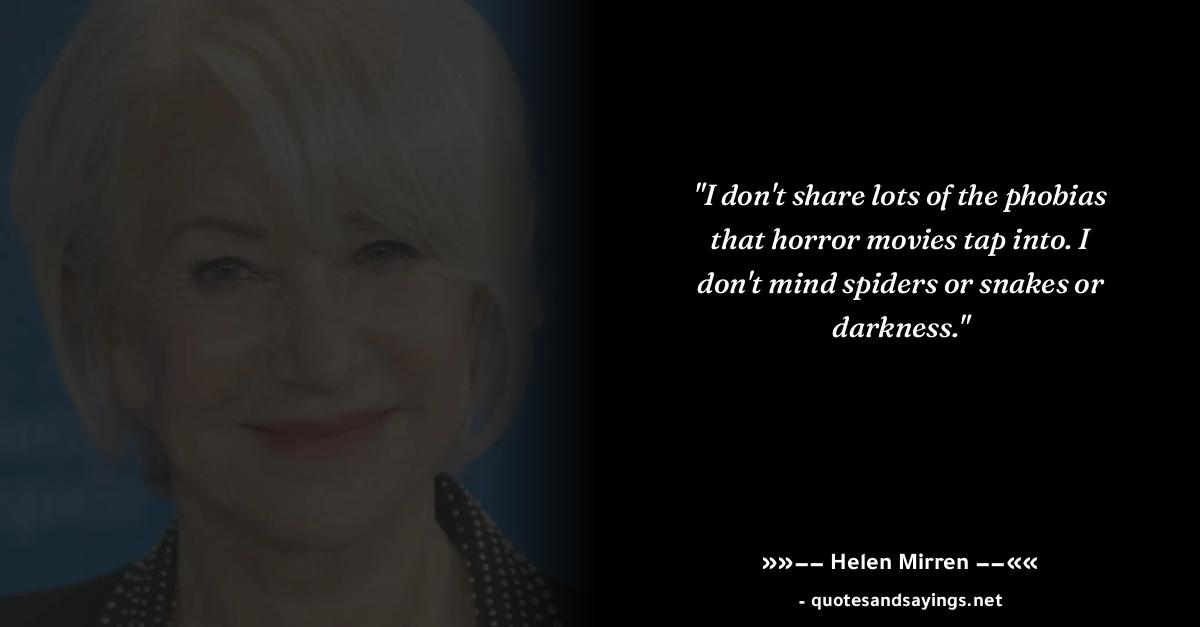 "I don't share lots of the phobias
that horror movies tap into. I
don't mind spiders or snakes or
darkness."
»»−− Helen Mirren −−««
- quotesandsayings.net